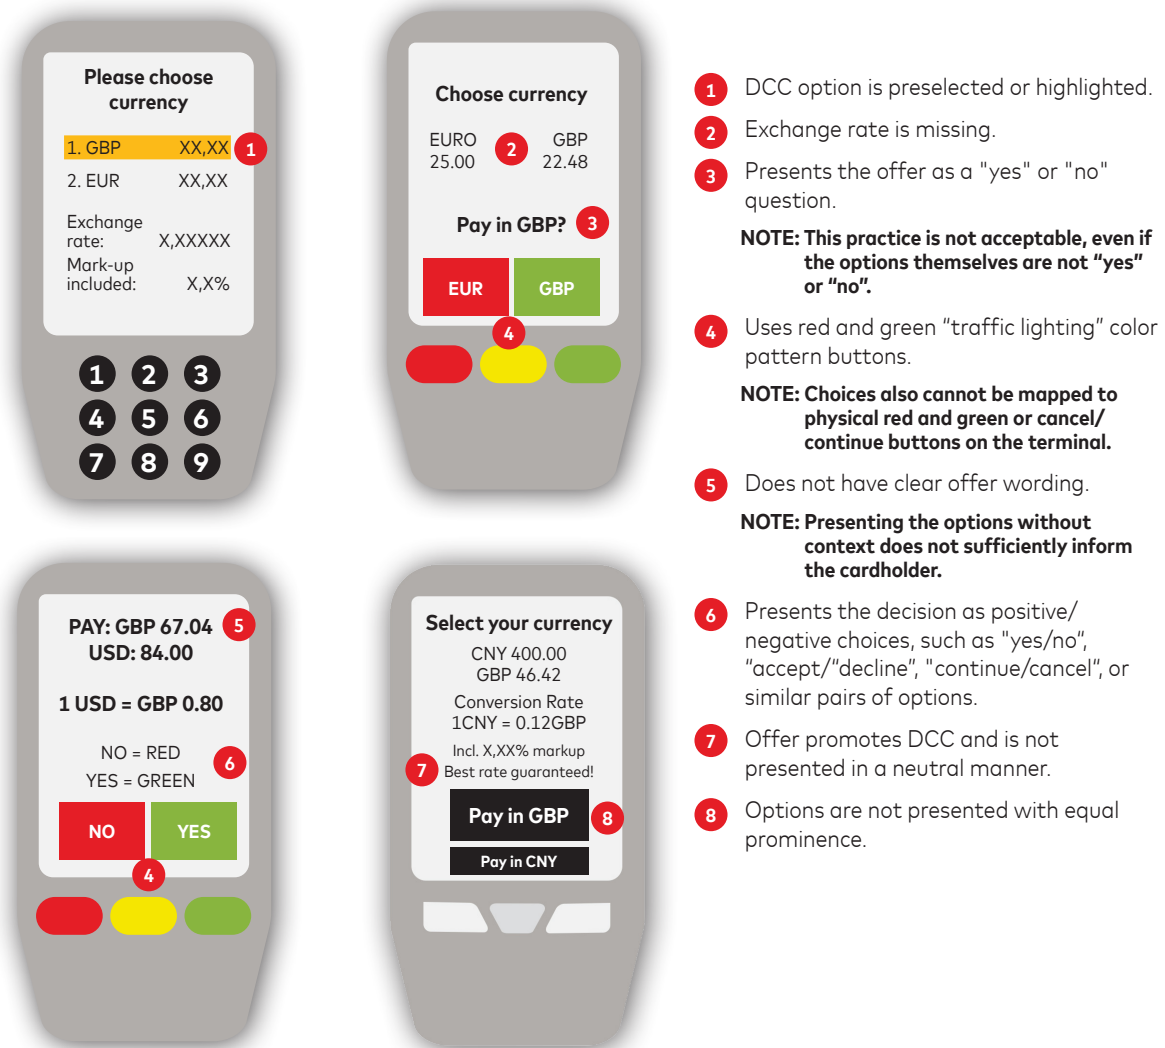 Please choose
currency
1. GBP XX,XX 1
2. EUR XX,XX
Exchange
rate: X,XXXXX
Mark-up
included: X,X%
1 2 3
4 5 6
7 8 9
Choose currency
EURO 2 GBP
25.00 22.48
Pay in GBP? 3
EUR GBP
4
PAY: GBP 67.04 5
USD: 84.00
1 USD = GBP 0.80
NO = RED 6
YES = GREEN
NO YES
4
Select your currency
CNY 400.00
GBP 46.42
Conversion Rate
1CNY = 0.12GBP
Incl. X,XX% markup
7 Best rate guaranteed!
Pay in GBP 8
Pay in CNY
1 DCC option is preselected or highlighted.
2 Exchange rate is missing.
3 Presents the offer as a "yes" or "no"
question.
NOTE: This practice is not acceptable, even if
the options themselves are not “yes”
or “no”.
4 Uses red and green “traffic lighting” color
pattern buttons.
NOTE: Choices also cannot be mapped to
physical red and green or cancel/
continue buttons on the terminal.
5 Does not have clear offer wording.
NOTE: Presenting the options without
context does not sufficiently inform
the cardholder.
6 Presents the decision as positive/
negative choices, such as "yes/no“,
“accept/“decline”, "continue/cancel“, or
similar pairs of options.
7 Offer promotes DCC and is not
presented in a neutral manner.
8 Options are not presented with equal
prominence.